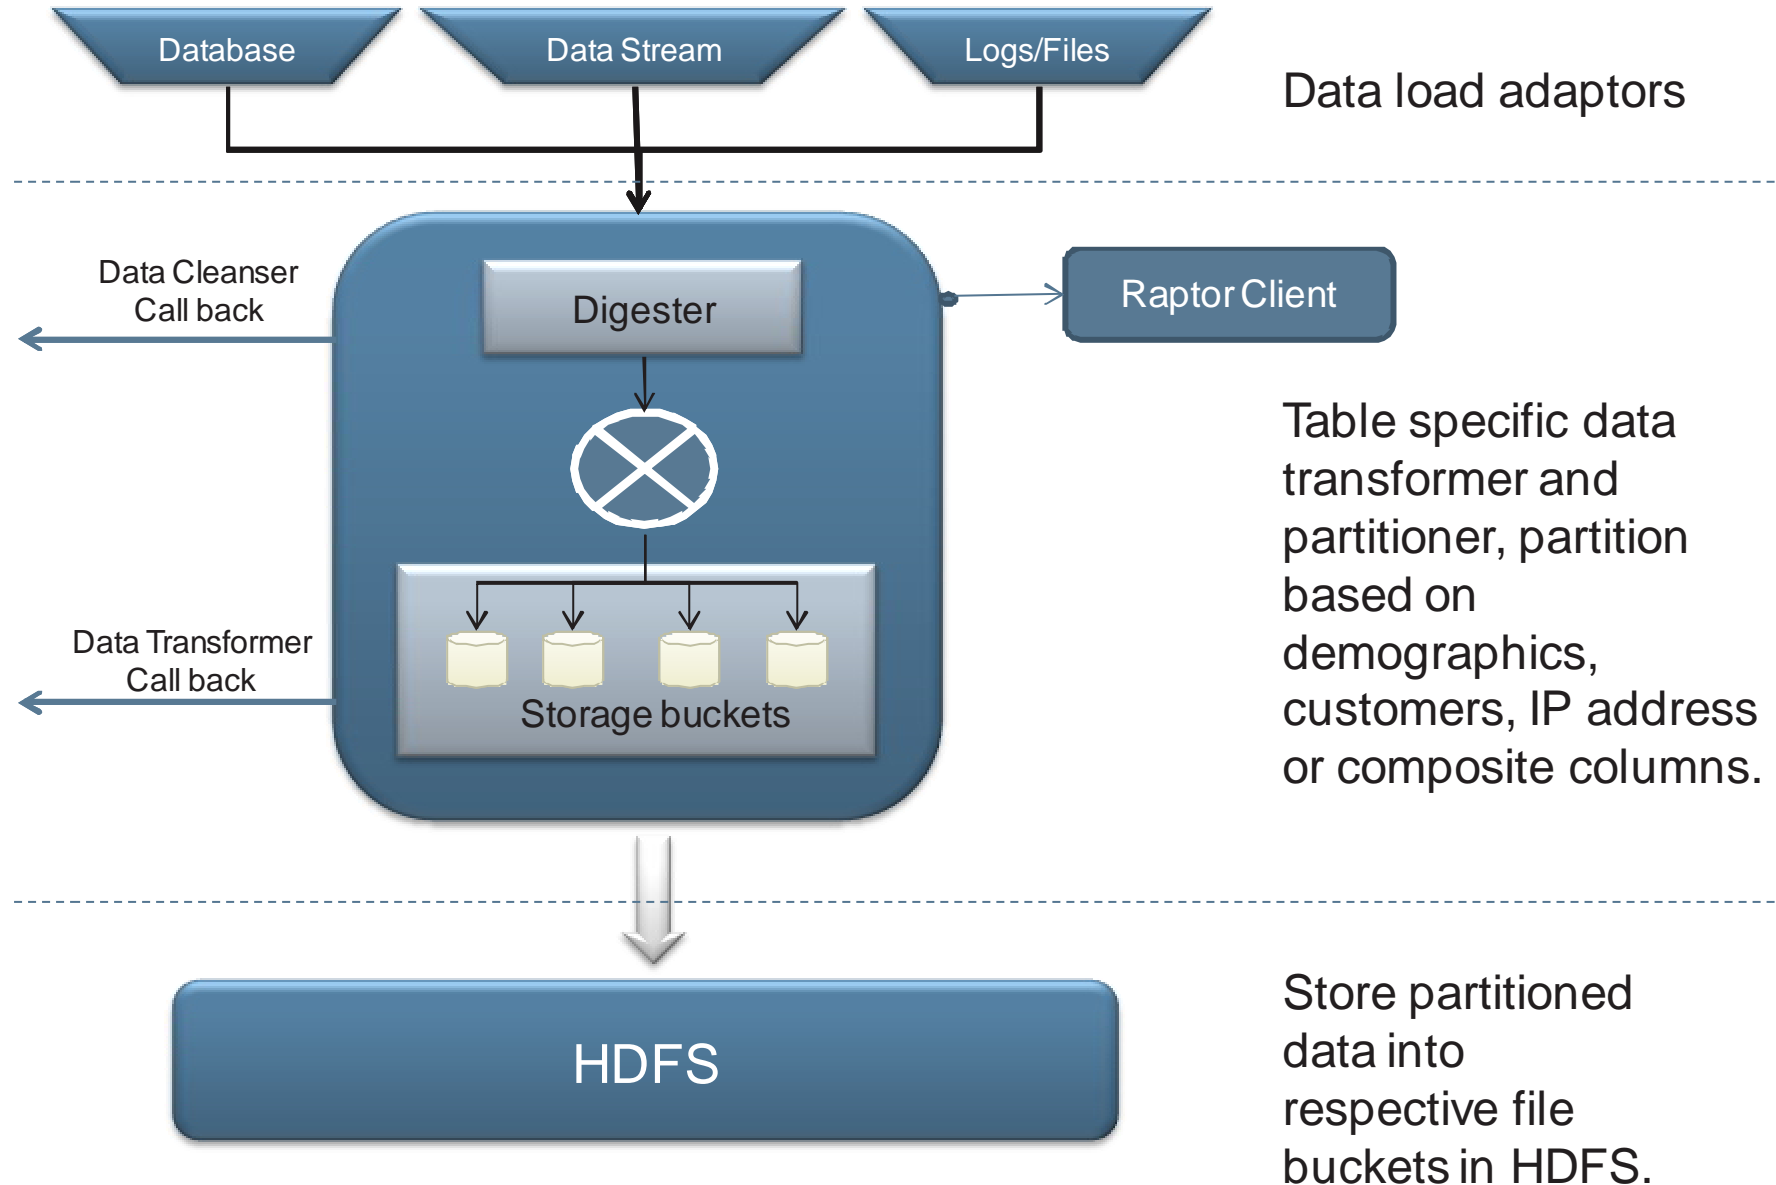 Database
Data Stream
Logs/Files
Data load adaptors
Data Cleanser
Call back
Digester
Raptor Client
Table specific data
transformer and
partitioner, partition
based on
demographics,
customers, IP address
or composite columns.
Data Transformer
Call back
Storage buckets
HDFS
Store partitioned
data into
respective file
buckets in HDFS.